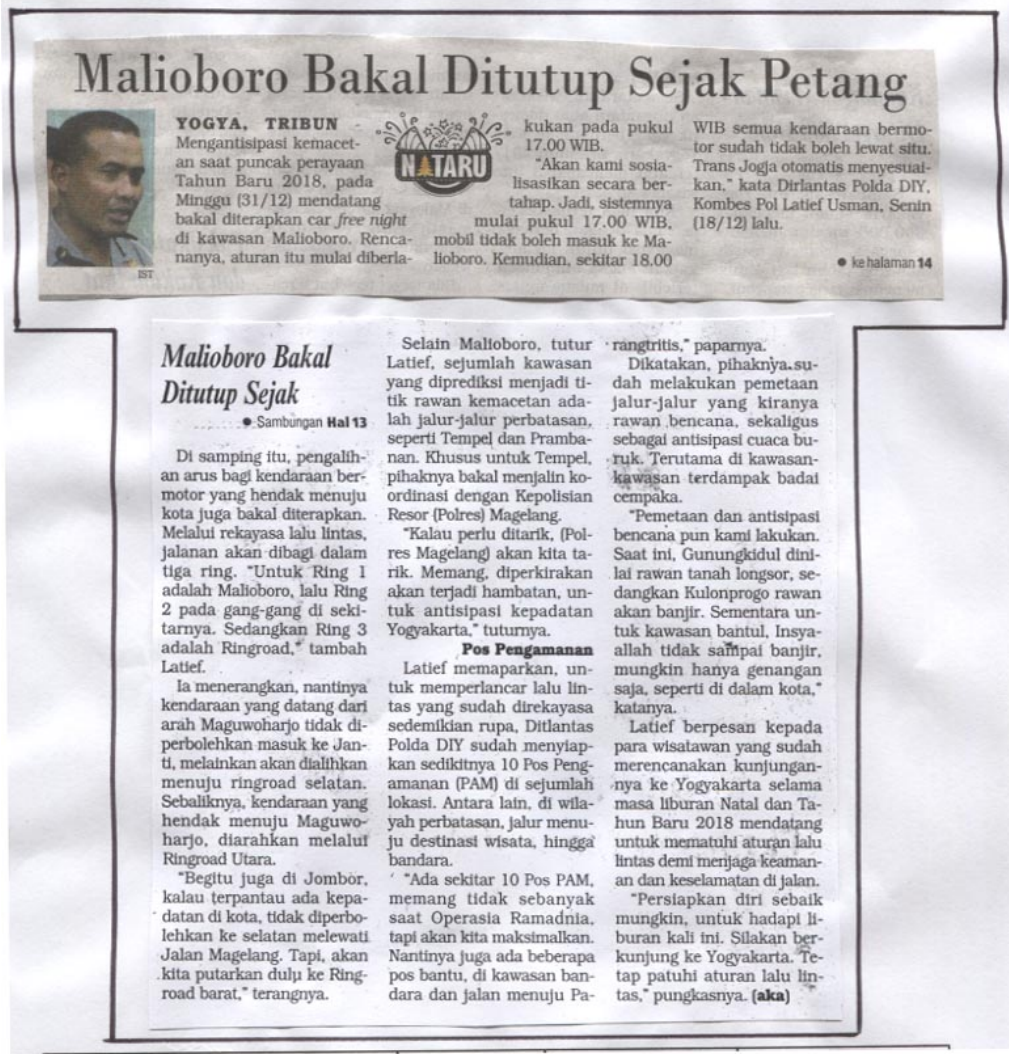 Malioboro Bakal Ditutup Sejak Petang
YOGYA, TRIBUN -
Mengantisipasi kemacet-
an saat puncak perayaan
Tahun Baru 2018, pada
Minggu (31/12) mendatang
bakal diterapkan car free night
di kawasan Malioboro. Renca-
nanya, aturan itu mulai diberla-
IST
NATARU
kukan pada pukul
17.00 WIB.
"Akan kami sosia-
lisasikan secara ber-
tahap. Jadi, sistemnya
mulai pukul 17.00 WIB,
mobil tidak boleh masuk ke Ma-
lioboro. Kemudian, sekitar 18.00
WIB semua kendaraan bermo-
tor sudah tidak boleh lewat situ.
Trans Jogja otomatis menyesuai-
kan," kata Dirlantas Polda DIY,
Kombes Pol Latief Usman, Senin
(18/12) lalu.
● ke halaman 14
Malioboro Bakal
Ditutup Sejak
● Sambungan Hal 13
Di samping itu, pengalih-
an arus bagi kendaraan ber-
motor yang hendak menuju
kota juga bakal diterapkan.
Melalui rekayasa lalu lintas,
jalanan akan dibagi dalam
tiga ring. "Untuk Ring 1
adalah Malioboro, lalu Ring
2 pada gang-gang di seki-
tarnya. Sedangkan Ring 3
adalah Ringroad," tambah
Latief.
Ia menerangkan, nantinya
kendaraan yang datang dari
arah Maguwoharjo tidak di-
perbolehkan masuk ke Jan-
ti, melainkan akan dialihkan
menuju ringroad selatan.
Sebaliknya, kendaraan yang
hendak menuju Maguwo-
harjo, diarahkan melalui
Ringroad Utara.
"Begitu juga di Jombor,
kalau terpantau ada kepa-
datan di kota, tidak diperbo-
lehkan ke selatan melewati
Jalan Magelang. Tapi, akan
kita putarkan dulu ke Ring-
road barat," terangnya.
Selain Malioboro, tutur
Latief, sejumlah kawasan
yang diprediksi menjadi ti-
tik rawan kemacetan ada-
lah jalur-jalur perbatasan,
seperti Tempel dan Pramba-
nan. Khusus untuk Tempel,
pihaknya bakal menjalin ko-
ordinasi dengan Kepolisian
Resor (Polres) Magelang.
"Kalau perlu ditarik, (Pol-
res Magelang) akan kita ta-
rik. Memang, diperkirakan
akan terjadi hambatan, un-
tuk antisipasi kepadatan
Yogyakarta," tuturnya.
Pos Pengamanan
Latief memaparkan, un-
tuk memperlancar lalu lin-
tas yang sudah direkayasa
sedemikian rupa, Ditlantas
Polda DIY sudah menyiap-
kan sedikitnya 10 Pos Peng-
amanan (PAM) di sejumlah
lokasi. Antara lain, di wila-
yah perbatasan, jalur menu-
ju destinasi wisata, hingga
bandara.
"Ada sekitar 10 Pos PAM,
memang tidak sebanyak
saat Operasia Ramadnia,
tapi akan kita maksimalkan.
Nantinya juga ada beberapa
pos bantu, di kawasan ban-
dara dan jalan menuju Pa-
rangtritis," paparnya.
Dikatakan, pihaknya su-
dah melakukan pemetaan
jalur-jalur yang kiranya
rawan bencana, sekaligus
sebagai antisipasi cuaca bu-
ruk. Terutama di kawasan-
kawasan terdampak badai
cempaka.
"Pemetaan dan antisipasi
bencana pun kami lakukan.
Saat ini, Gunungkidul dini-
lai rawan tanah longsor, se-
dangkan Kulonprogo rawan
akan banjir. Sementara un-
tuk kawasan bantul, Insya-
allah tidak sampai banjir,
mungkin hanya genangan
saja, seperti di dalam kota,"
katanya.
Latief berpesan kepada
para wisatawan yang sudah
merencanakan kunjungan-
nya ke Yogyakarta selama
masa liburan Natal dan Ta-
hun Baru 2018 mendatang
untuk mematuhi aturan lalu
lintas demi menjaga keaman-
an dan keselamatan di jalan.
"Persiapkan diri sebaik
mungkin, untuk hadapi li-
buran kali ini. Silakan ber-
kunjung ke Yogyakarta. Te-
tap patuhi aturan lalu lin-
tas," pungkasnya. (aka)